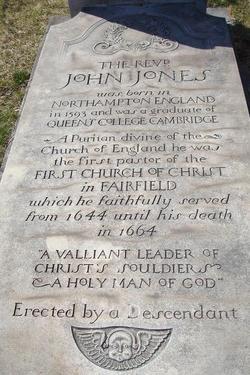 THE REVD
JOHN JONES
was born in
NORTHAMPTON ENGLAND
in 1593 and was a graduate of
QUEENS COLLEGE CAMBRIDGE
A Puritan divine of the
Church of England he was
the first pastor of the
FIRST CHURCH OF CHRIST
in FAIRFIELD
which he faithfully served
from 1644 until his death
in 1664
"A VALLIANT LEADER OF
CHRIST'S SOULDIERS
& A HOLY MAN OF GOD"
Erected by a Descendant